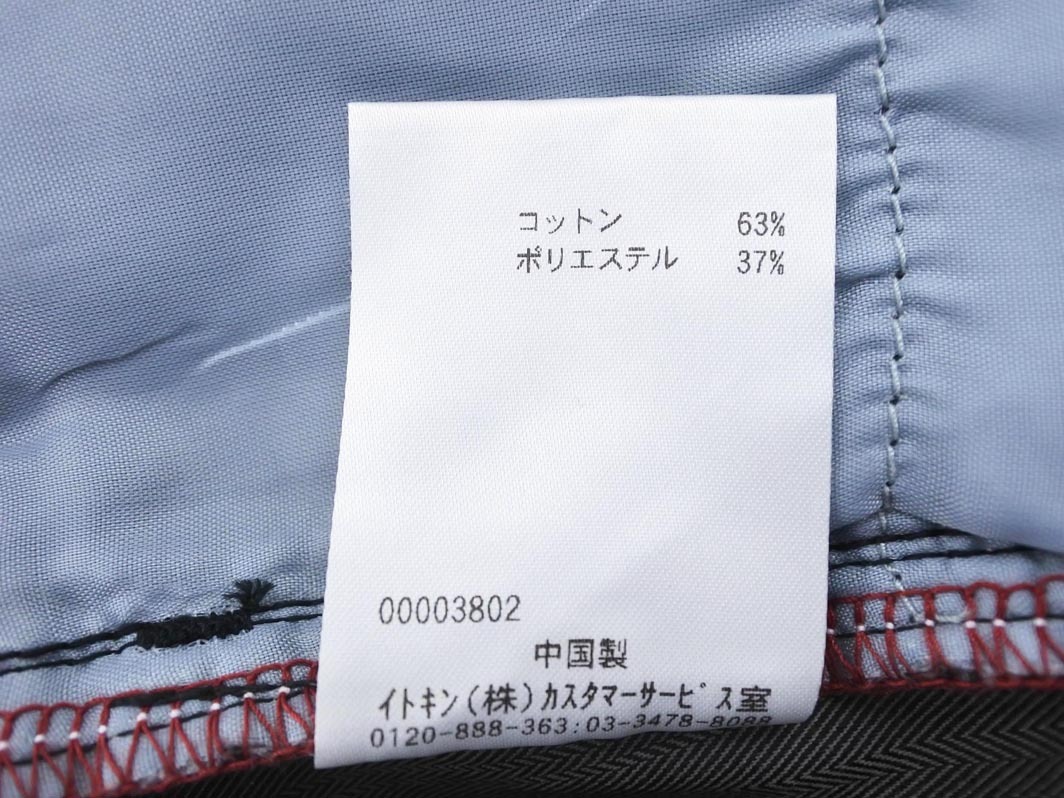 コットン 63%
ポリエステル 37%
00003802
中国製
イトキン(株)カスタマーサービス室
0120-888-363:03-3478-8088